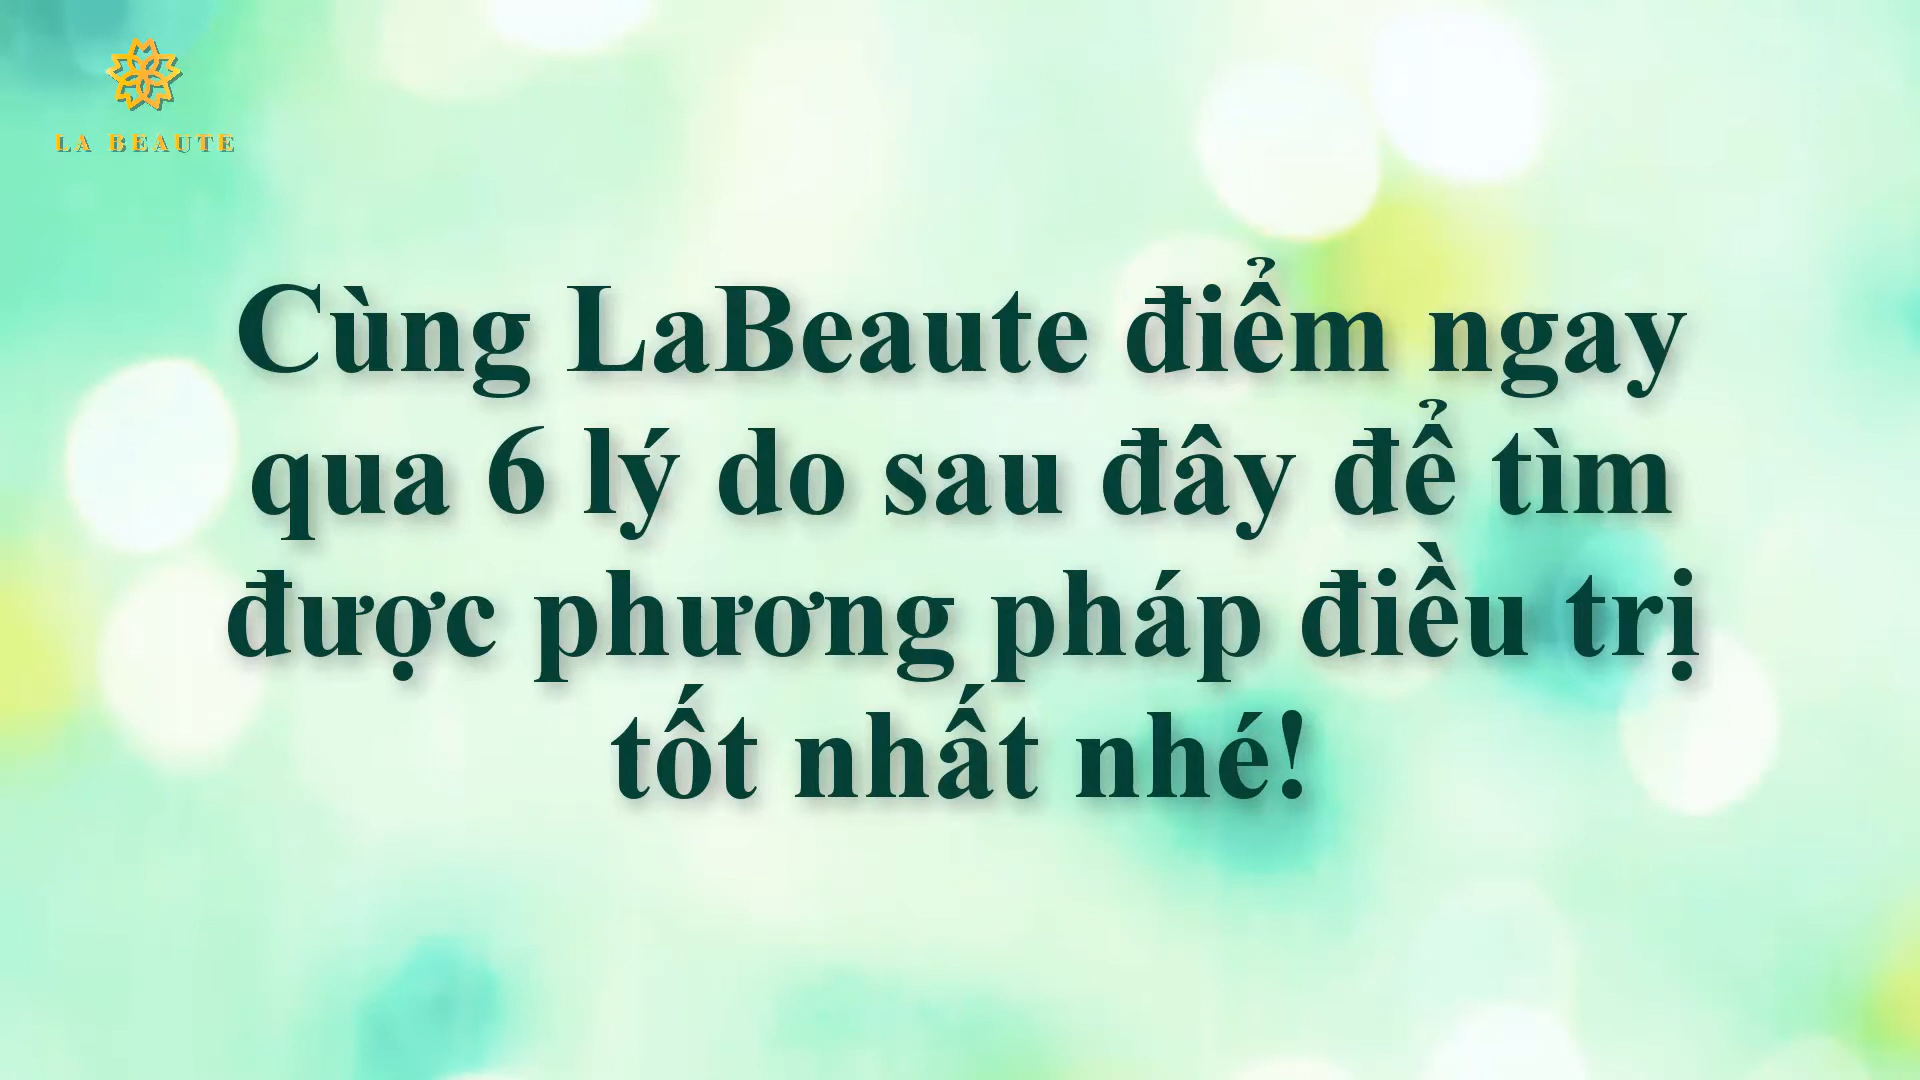 LA BEAUTE
Cùng LaBeaute điểm ngay
qua 6 lý do sau đây để tìm
được phương pháp điều trị
tốt nhất nhé!